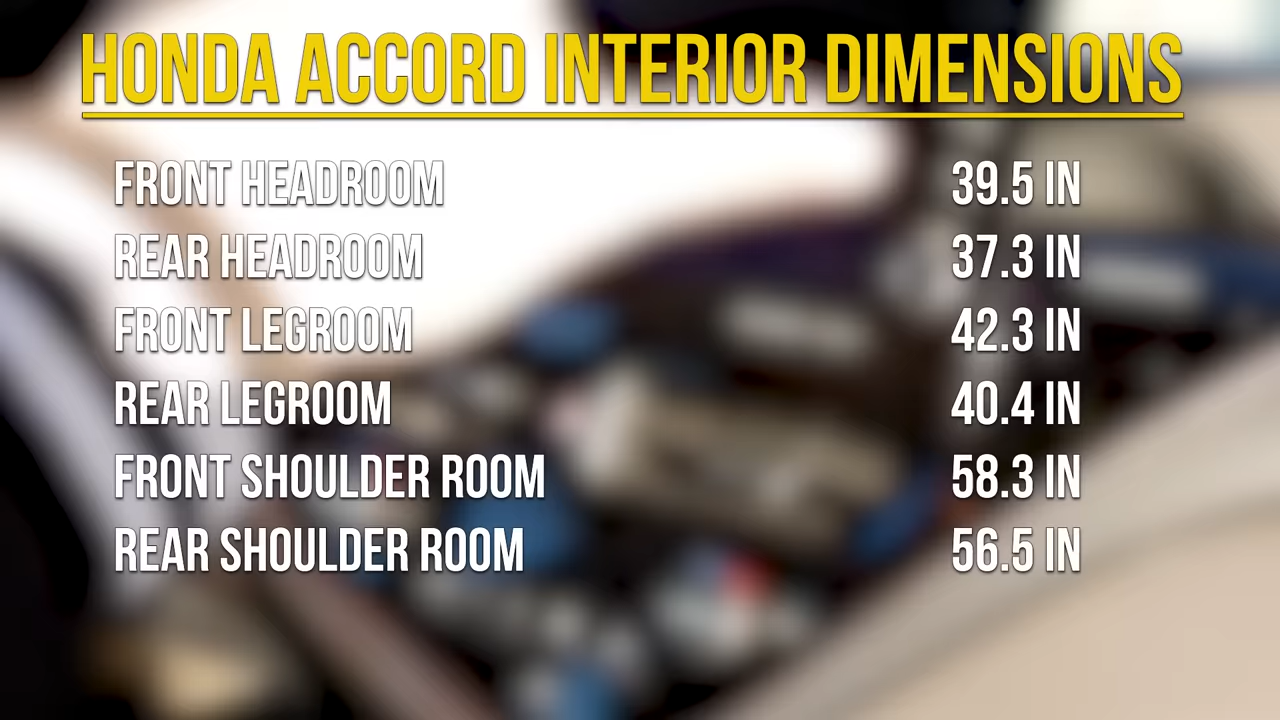 HONDA ACCORD INTERIOR DIMENSIONS
FRONT HEADROOM 39.5 IN
REAR HEADROOM 37.3 IN
FRONT LEGROOM 42.3 IN
REAR LEGROOM 40.4 IN
FRONT SHOULDER ROOM 58.3 IN
REAR SHOULDER ROOM 56.5 IN